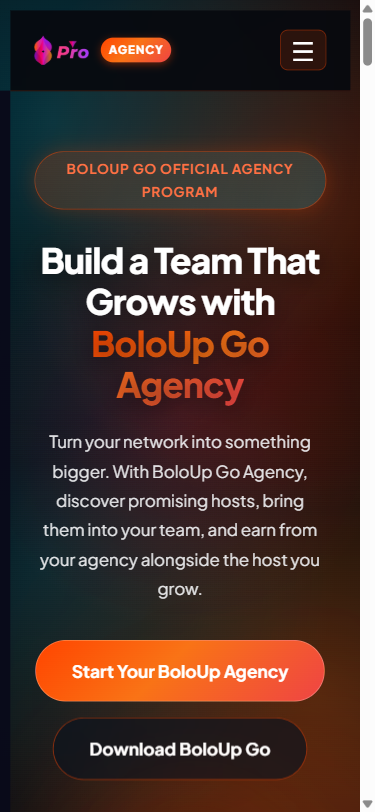 Pro
AGENCY
☰
BOLOUP GO OFFICIAL AGENCY
PROGRAM
Build a Team That
Grows with
BoloUp Go
Agency
Turn your network into something
bigger. With BoloUp Go Agency,
discover promising hosts, bring
them into your team, and earn from
your agency alongside the host you
grow.
Start Your BoloUp Agency
Download BoloUp Go